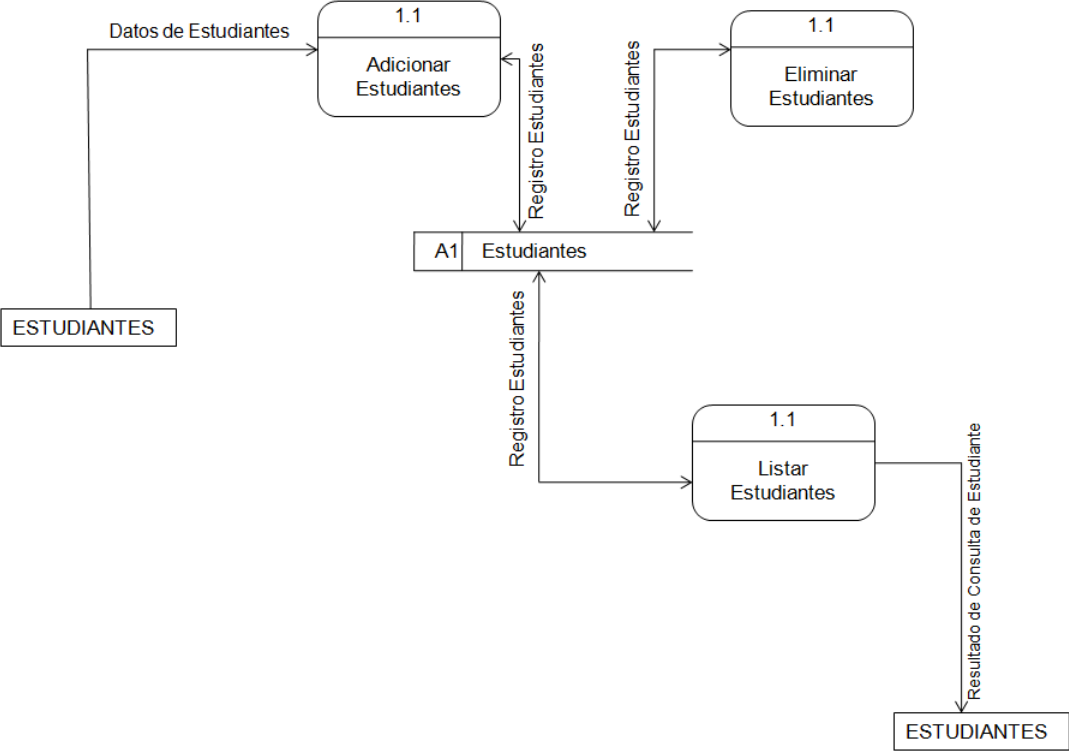 1.1
Datos de Estudiantes
Adicionar
Estudiantes
Registro Estudiantes
Registro Estudiantes
1.1
Eliminar
Estudiantes
A1
Estudiantes
ESTUDIANTES
Registro Estudiantes
1.1
Listar
Estudiantes
Resultado de Consulta de Estudiante
ESTUDIANTES